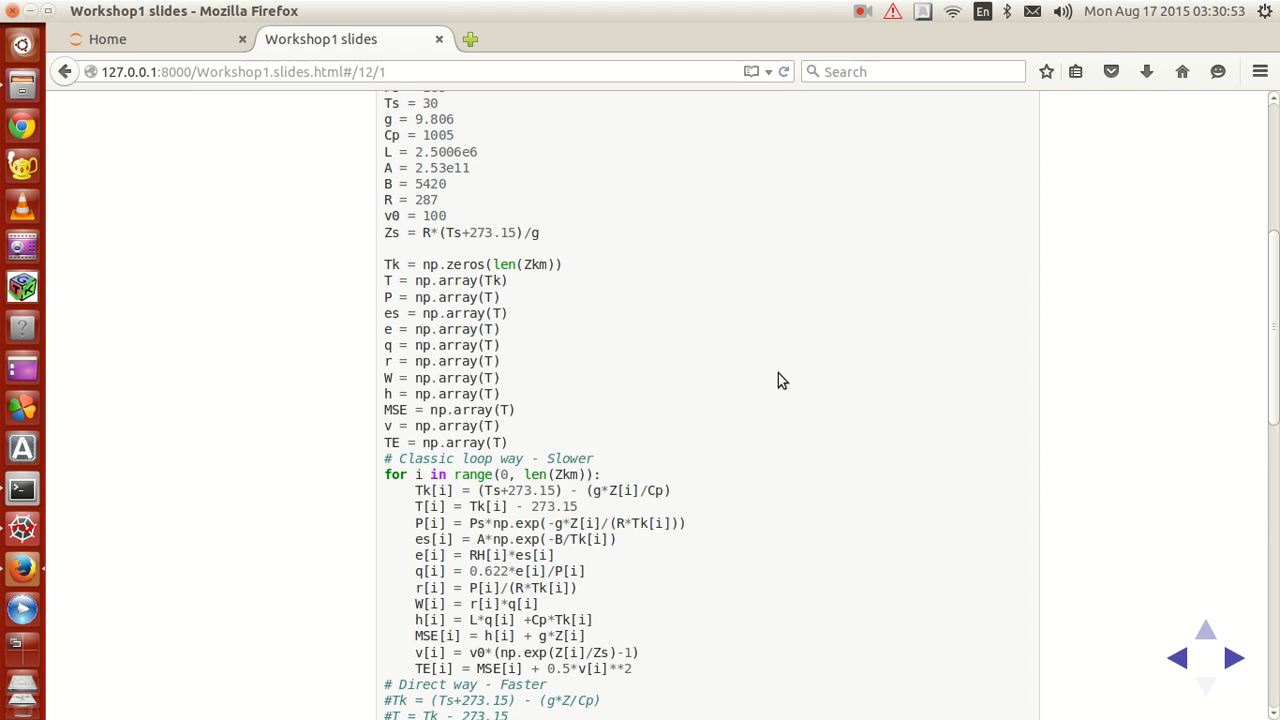 Workshop1 slides - Mozilla Firefox
En
Mon Aug 17 2015 03:30:53
Home
Workshop1 slides
127.0.0.1:8000/Workshop1.slides.html#/12/1
Search
Ts = 30
g = 9.806
Cp = 1005
L = 2.5006e6
A = 2.53e11
B = 5420
R = 287
v0 = 100
Zs = R*(Ts+273.15)/g
Tk = np.zeros(len(Zkm))
T = np.array(Tk)
P = np.array(T)
es = np.array(T)
e = np.array(T)
q = np.array(T)
r = np.array(T)
W = np.array(T)
h = np.array(T)
MSE = np.array(T)
v = np.array(T)
TE = np.array(T)
# Classic loop way - Slower
for i in range(0, len(Zkm)):
Tk[i] = (Ts+273.15) - (g*Z[i]/Cp)
T[i] = Tk[i] - 273.15
P[i] = Ps*np.exp(-g*Z[i]/(R*Tk[i]))
es[i] = A*np.exp(-B/Tk[i])
e[i] = RH[i]*es[i]
q[i] = 0.622*e[i]/P[i]
r[i] = P[i]/(R*Tk[i])
W[i] = r[i]*q[i]
h[i] = L*q[i] +Cp*Tk[i]
MSE[i] = h[i] + g*Z[i]
v[i] = v0*(np.exp(Z[i]/Zs)-1)
TE[i] = MSE[i] + 0.5*v[i]**2
# Direct way - Faster
#Tk = (Ts+273.15) - (g*Z/Cp)
#T = Tk - 273.15